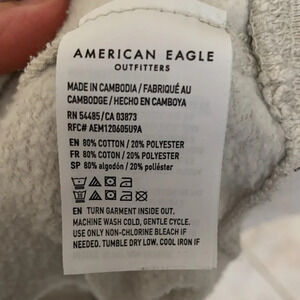 AMERICAN EAGLE
OUTFITTERS
MADE IN CAMBODIA / FABRIQUÉ AU
CAMBODGE / HECHO EN CAMBOYA
RN 54485/ CA 03873
RFC# AEM120605U9A
EN 80% COTTON / 20% POLYESTER
FR 80% COTON / 20% POLYESTER
SP 80% algodón / 20% poliéster
EN TURN GARMENT INSIDE OUT.
MACHINE WASH COLD, GENTLE CYCLE.
USE ONLY NON-CHLORINE BLEACH IF
NEEDED. TUMBLE DRY LOW. COOL IRON IF